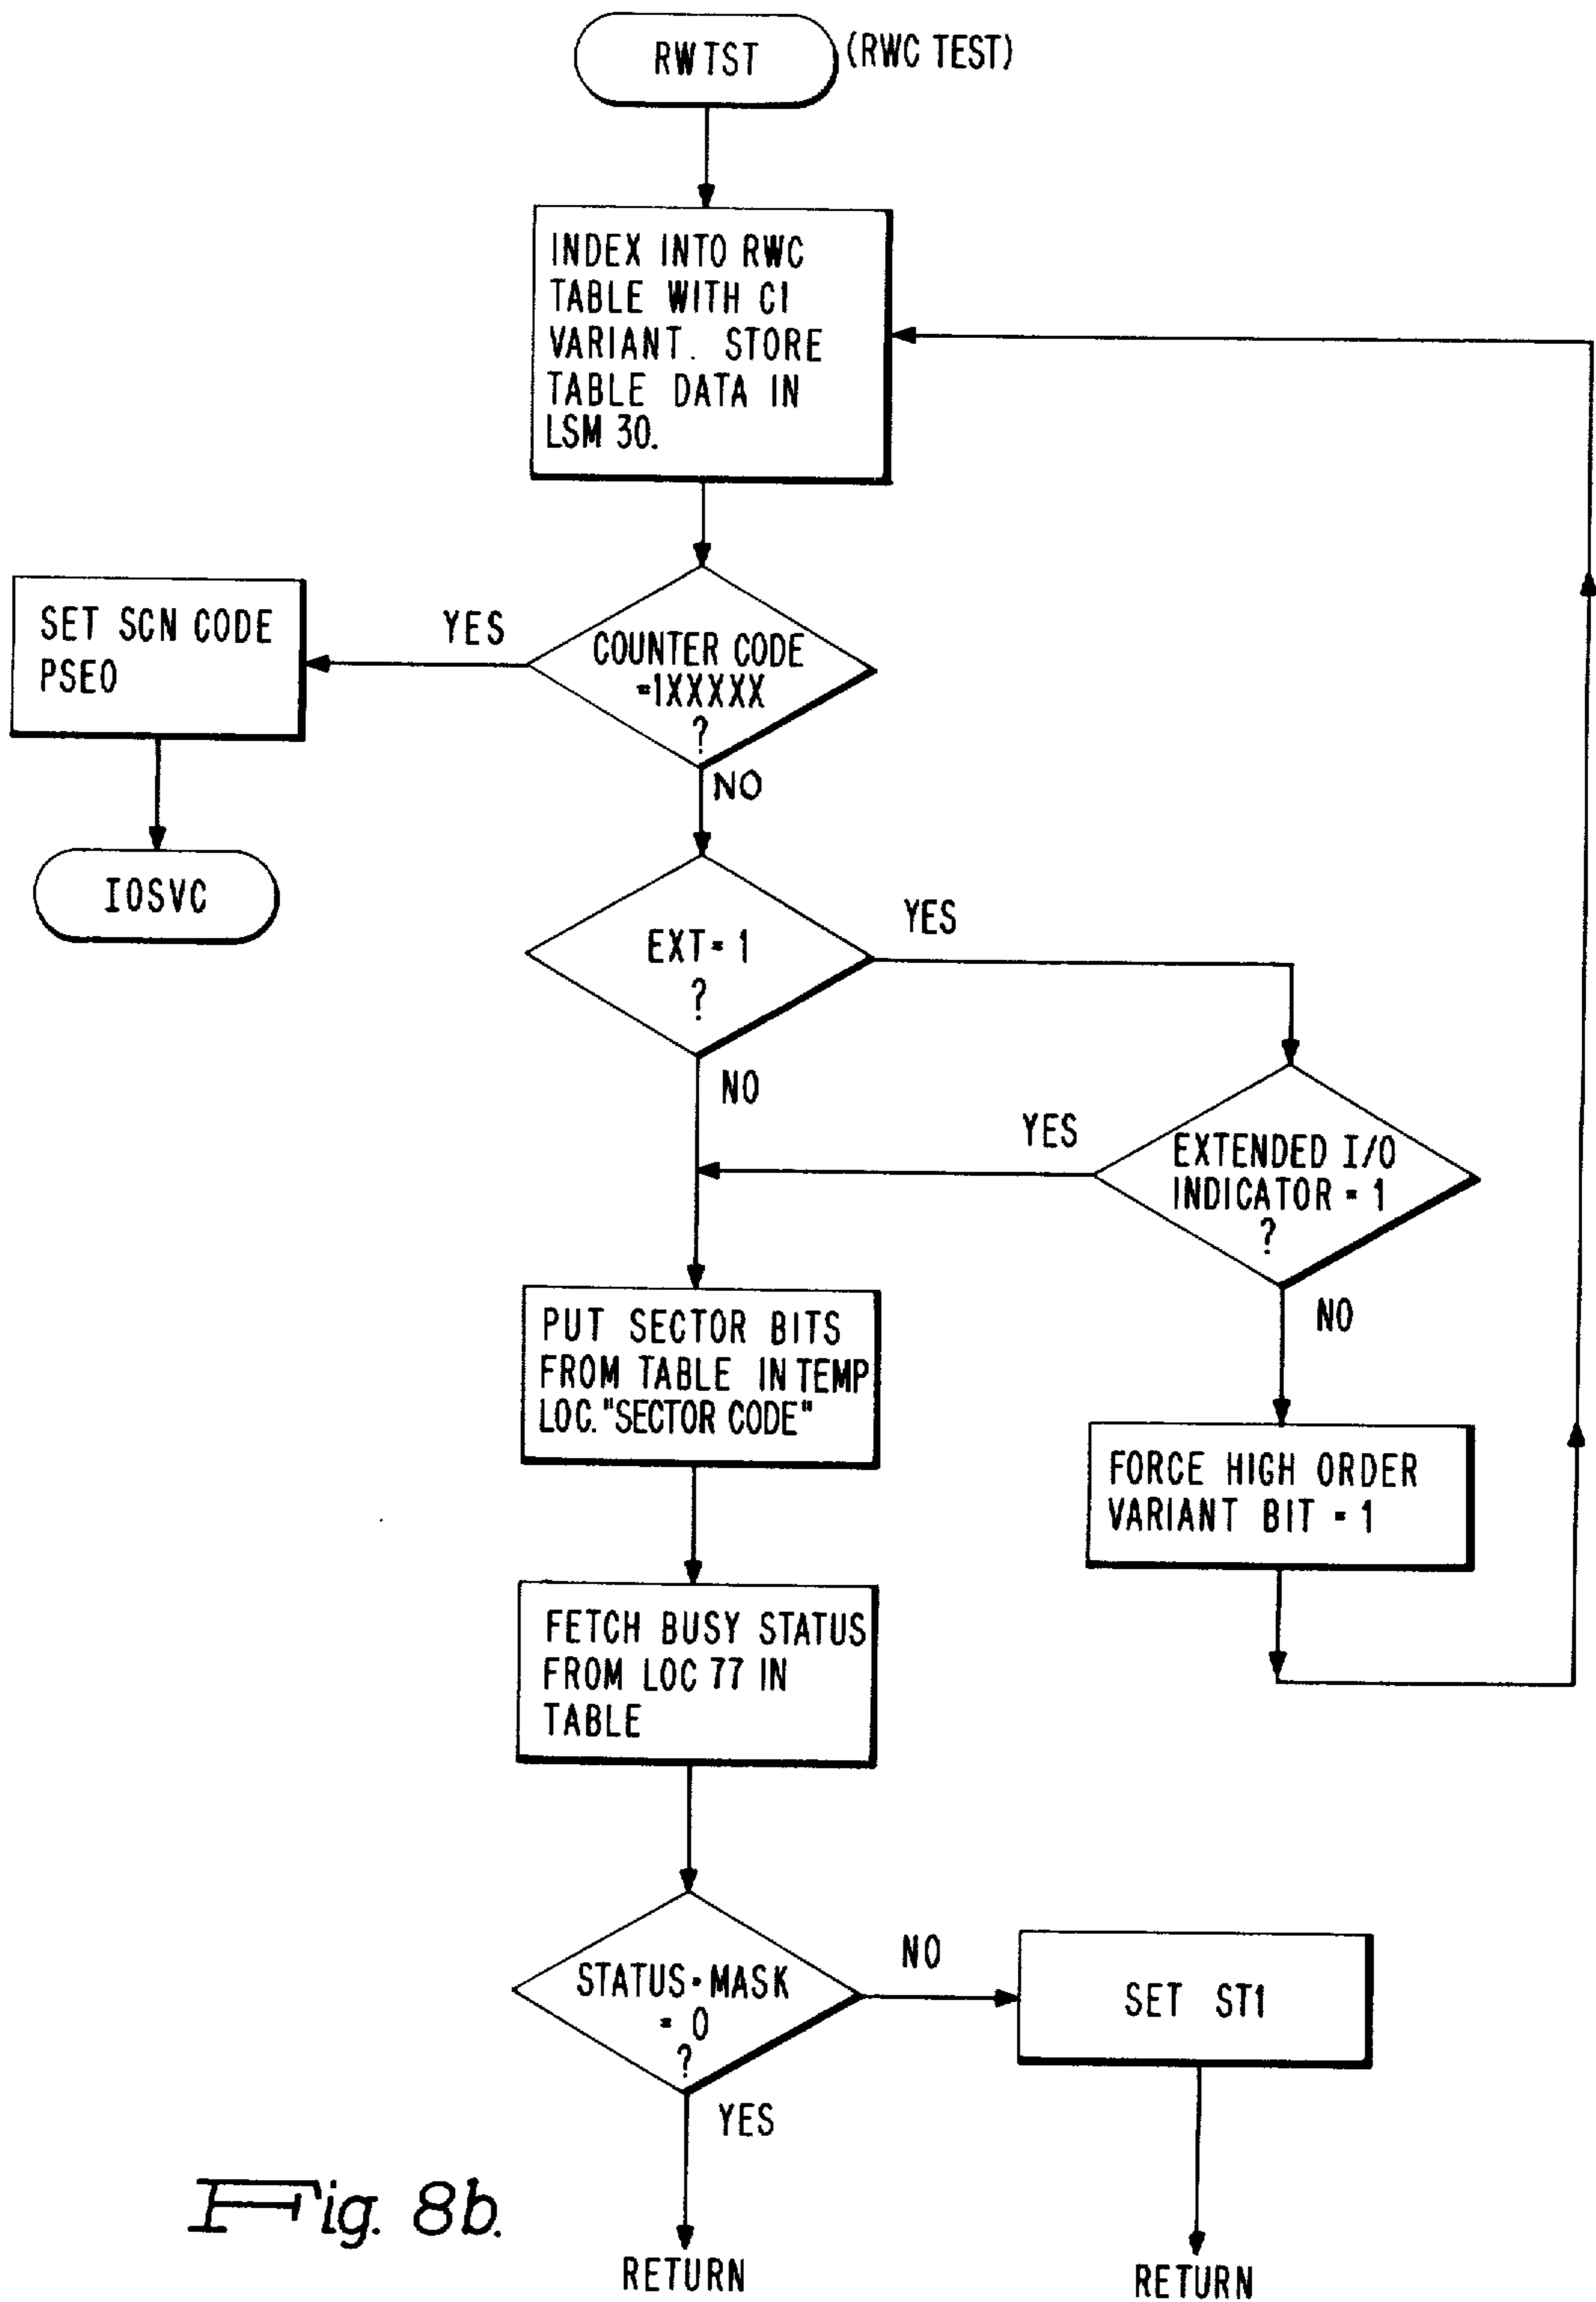 RWTST
(RWC TEST)
INDEX INTO RWC
TABLE WITH C1
VARIANT. STORE
TABLE DATA IN
LSM 30.
SET SCN CODE
PSEO
YES
COUNTER CODE
=1XXXXX
?
NO
IOSVC
EXT=1
?
YES
NO
YES
EXTENDED I/O
INDICATOR = 1
?
NO
PUT SECTOR BITS
FROM TABLE IN TEMP
LOC. "SECTOR CODE"
FORCE HIGH ORDER
VARIANT BIT = 1
FETCH BUSY STATUS
FROM LOC 77 IN
TABLE
STATUS•MASK
= 0
?
NO
SET ST1
YES
RETURN
RETURN
Fig. 8b.